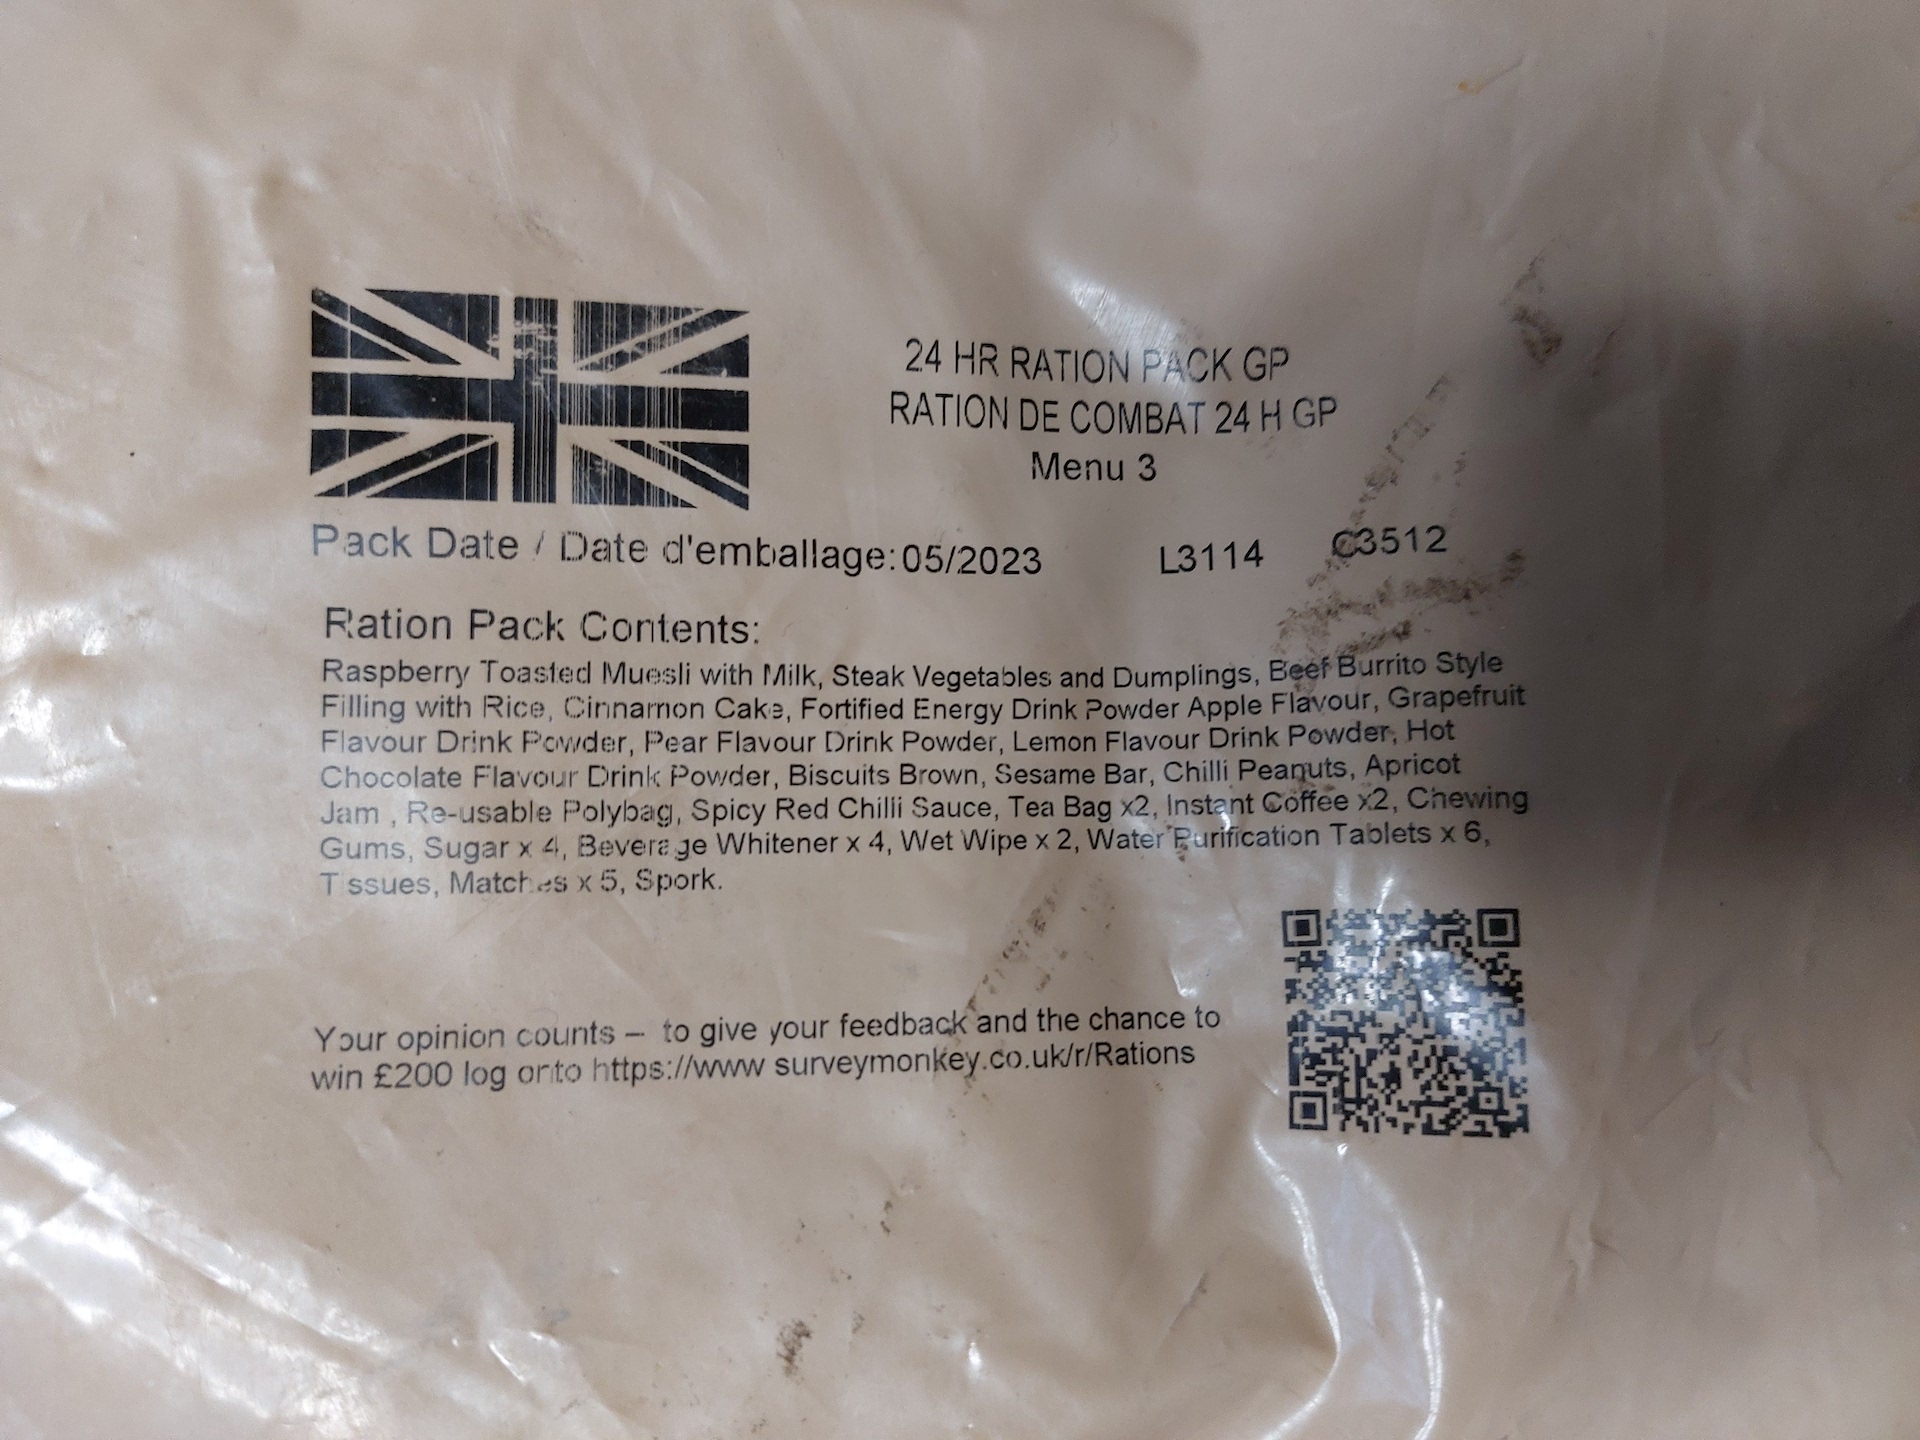 24 HR RATION PACK GP
RATION DE COMBAT 24 H GP
Menu 3
Pack Date / Date d'emballage: 05/2023 L3114 C3512
Ration Pack Contents:
Raspberry Toasted Muesli with Milk, Steak Vegetables and Dumplings, Beef Burrito Style
Filling with Rice, Cinnamon Cake, Fortified Energy Drink Powder Apple Flavour, Grapefruit
Flavour Drink Powder, Pear Flavour Drink Powder, Lemon Flavour Drink Powder, Hot
Chocolate Flavour Drink Powder, Biscuits Brown, Sesame Bar, Chilli Peanuts, Apricot
Jam , Re-usable Polybag, Spicy Red Chilli Sauce, Tea Bag x2, Instant Coffee x2, Chewing
Gums, Sugar x 4, Beverage Whitener x 4, Wet Wipe x 2, Water Purification Tablets x 6,
Tissues, Matches x 5, Spork.
Your opinion counts – to give your feedback and the chance to
win £200 log onto https://www.surveymonkey.co.uk/r/Rations